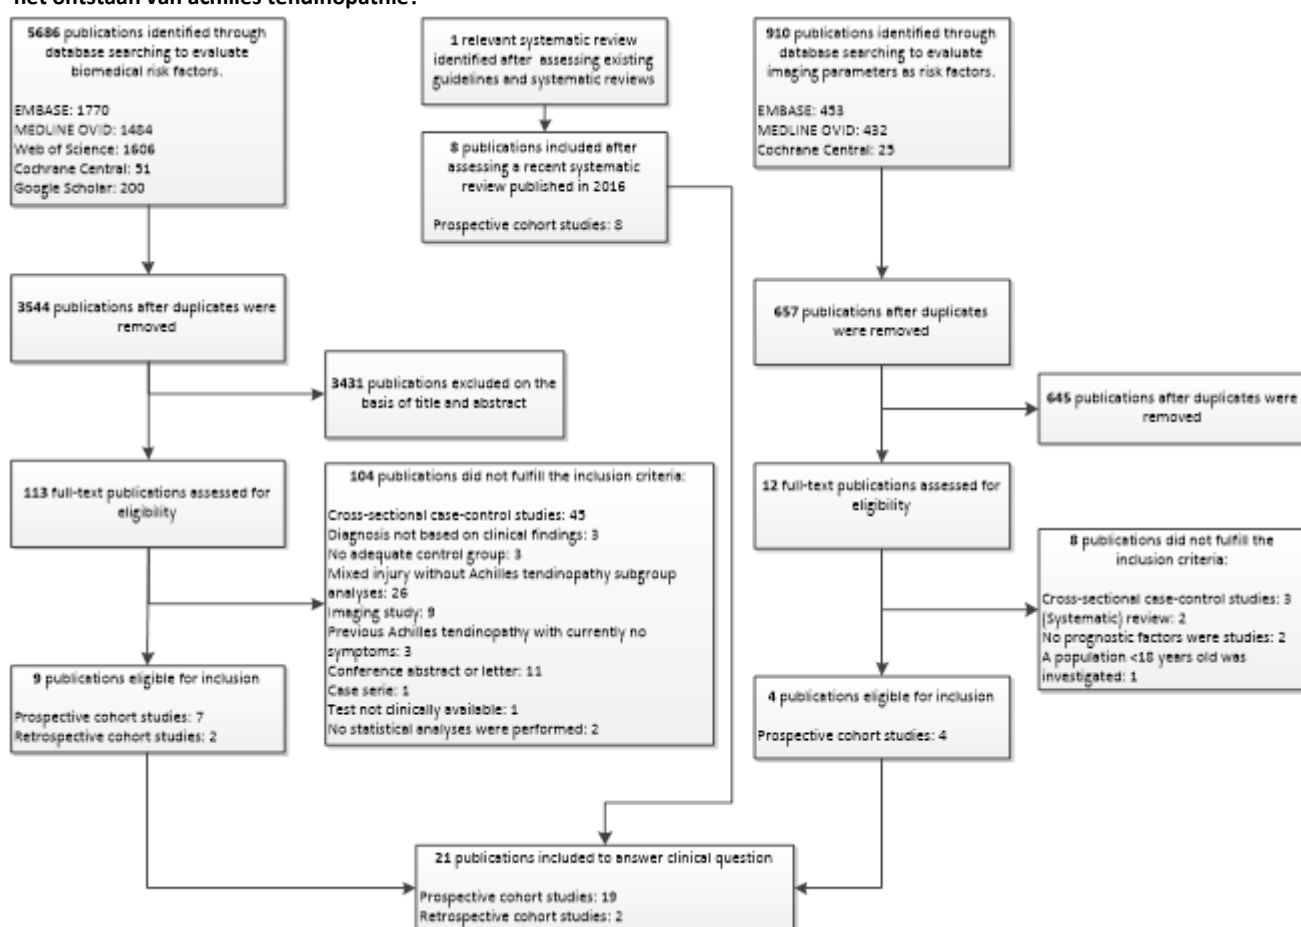 het ontstaan van achilles tendinopathie?
5686 publications identified through
database searching to evaluate
biomedical risk factors.
EMBASE: 1770
MEDLINE OVID: 1484
Web of Science: 1606
Cochrane Central: 51
Google Scholar: 200
1 relevant systematic review
identified after assessing existing
guidelines and systematic reviews
8 publications included after
assessing a recent systematic
review published in 2016
Prospective cohort studies: 8
910 publications identified through
database searching to evaluate
imaging parameters as risk factors.
EMBASE: 453
MEDLINE OVID: 432
Cochrane Central: 25
3544 publications after duplicates were
removed
657 publications after duplicates
were removed
3431 publications excluded on the
basis of title and abstract
645 publications after duplicates were
removed
113 full-text publications assessed for
eligibility
104 publications did not fulfill the inclusion criteria:
Cross-sectional case-control studies: 45
Diagnosis not based on clinical findings: 3
No adequate control group: 3
Mixed injury without Achilles tendinopathy subgroup
analyses: 26
Imaging study: 9
Previous Achilles tendinopathy with currently no
symptoms: 3
Conference abstract or letter: 11
Case serie: 1
Test not clinically available: 1
No statistical analyses were performed: 2
12 full-text publications assessed for
eligibility
8 publications did not fulfill the
inclusion criteria:
Cross-sectional case-control studies: 3
(Systematic) review: 2
No prognostic factors were studies: 2
A population <18 years old was
investigated: 1
9 publications eligible for inclusion
Prospective cohort studies: 7
Retrospective cohort studies: 2
4 publications eligible for inclusion
Prospective cohort studies: 4
21 publications included to answer clinical question
Prospective cohort studies: 19
Retrospective cohort studies: 2